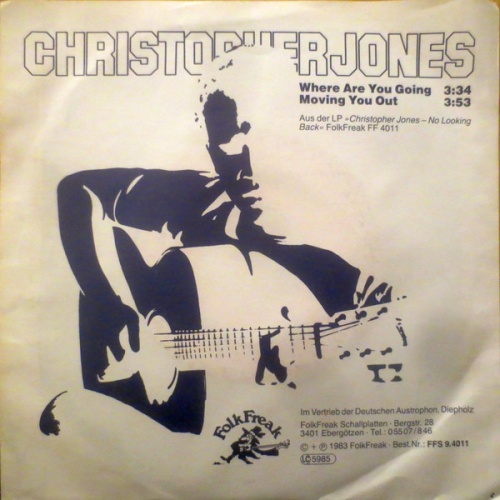 CHRISTOPHER JONES
Where Are You Going 3:34
Moving You Out 3:53
Aus der LP »Christopher Jones – No Looking
Back« FolkFreak FF 4011
Im Vertrieb der Deutschen Austrophon, Diepholz
FolkFreak Schallplatten · Bergstr. 28
3401 Ebergötzen · Tel.: 05507/846
© + ℗ 1983 FolkFreak · Best.Nr.: FFS 9.4011
LC 5985
FolkFreak